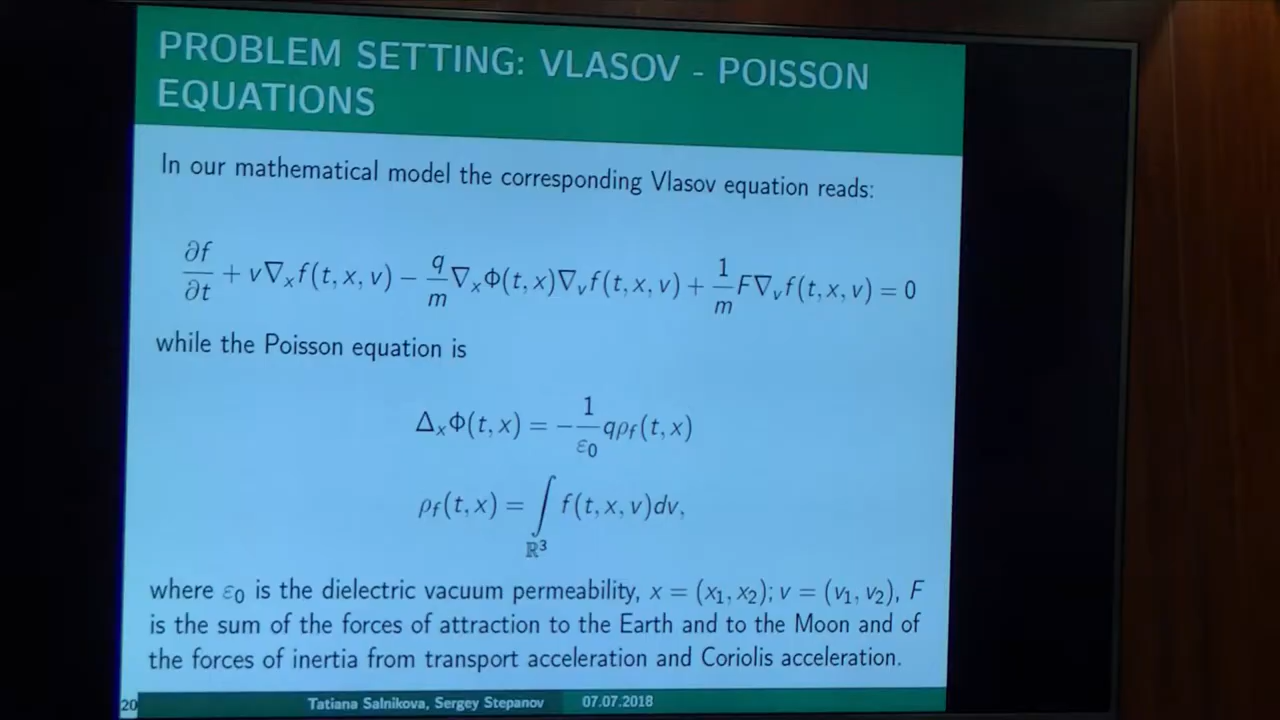 PROBLEM SETTING: VLASOV - POISSON
EQUATIONS
In our mathematical model the corresponding Vlasov equation reads:
∂f/∂t + v∇ₓf(t, x, v) − q/m ∇ₓΦ(t, x)∇ᵥf(t, x, v) + 1/m F∇ᵥf(t, x, v) = 0
while the Poisson equation is
ΔₓΦ(t, x) = − 1/ε₀ qρf(t, x)
ρf(t, x) = ∫ℝ³ f(t, x, v)dv,
where ε₀ is the dielectric vacuum permeability, x = (x₁, x₂); v = (v₁, v₂), F
is the sum of the forces of attraction to the Earth and to the Moon and of
the forces of inertia from transport acceleration and Coriolis acceleration.
20 Tatiana Salnikova, Sergey Stepanov 07.07.2018